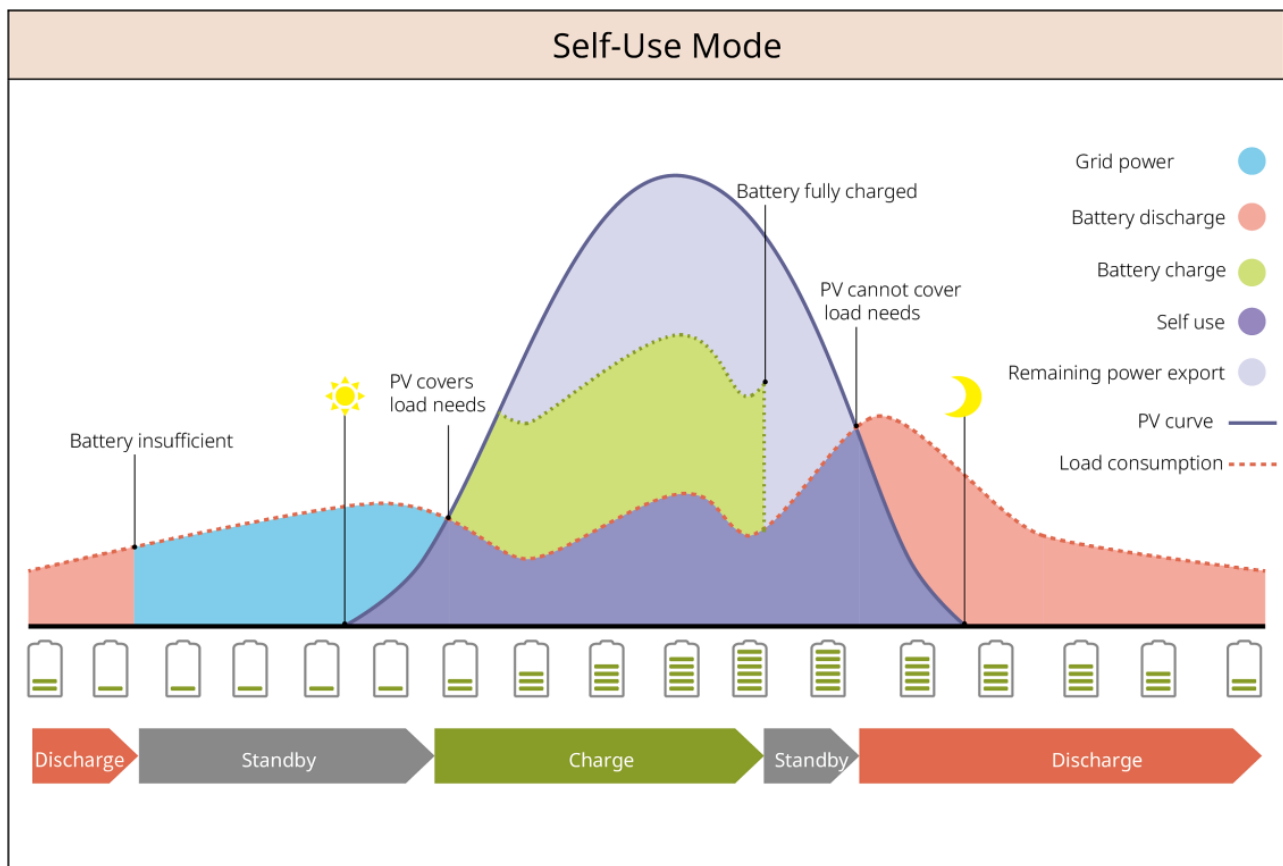 Self-Use Mode
Grid power
Battery discharge
Battery charge
Self use
Remaining power export
PV curve
Load consumption
Battery fully charged
PV cannot cover
load needs
PV covers
load needs
Battery insufficient
Discharge
Standby
Charge
Standby
Discharge